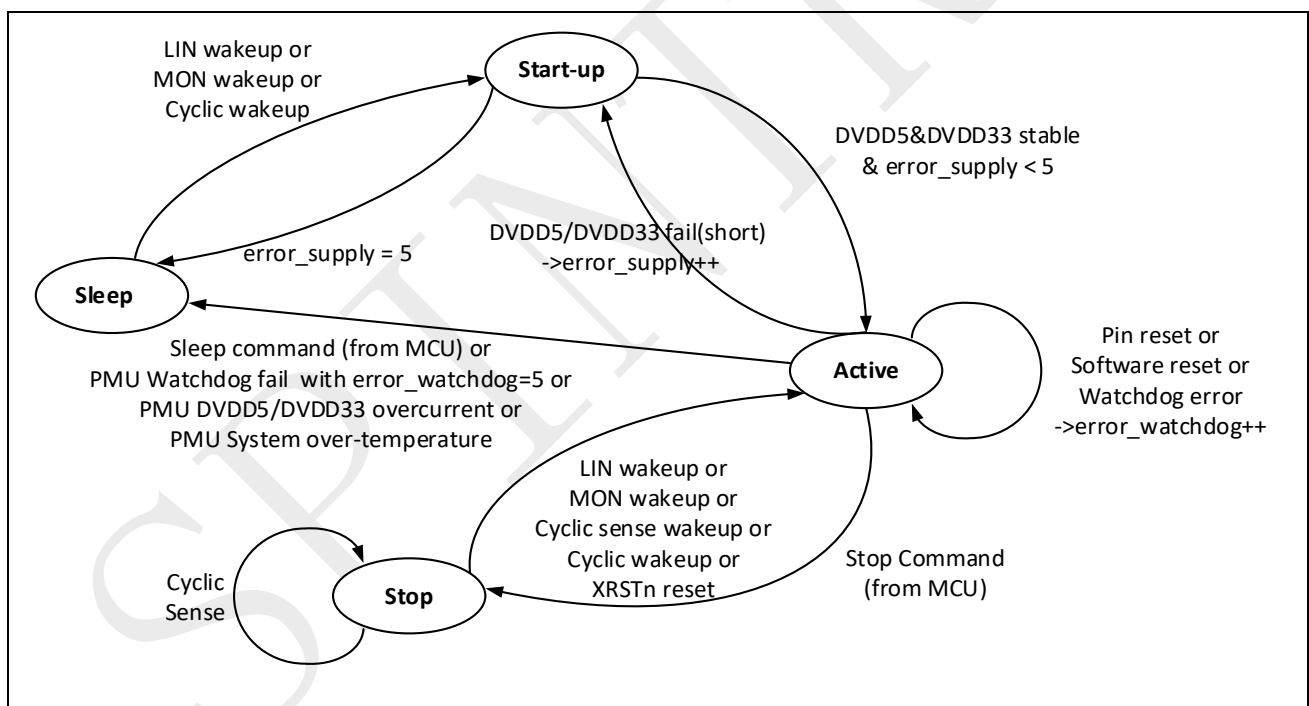 LIN wakeup or
MON wakeup or
Cyclic wakeup
Start-up
DVDD5&DVDD33 stable
& error_supply < 5
DVDD5/DVDD33 fail(short)
->error_supply++
error_supply = 5
Sleep
Sleep command (from MCU) or
PMU Watchdog fail with error_watchdog=5 or
PMU DVDD5/DVDD33 overcurrent or
PMU System over-temperature
Active
Pin reset or
Software reset or
Watchdog error
->error_watchdog++
LIN wakeup or
MON wakeup or
Cyclic sense wakeup or
Cyclic wakeup or
XRSTn reset
Stop Command
(from MCU)
Cyclic
Sense
Stop